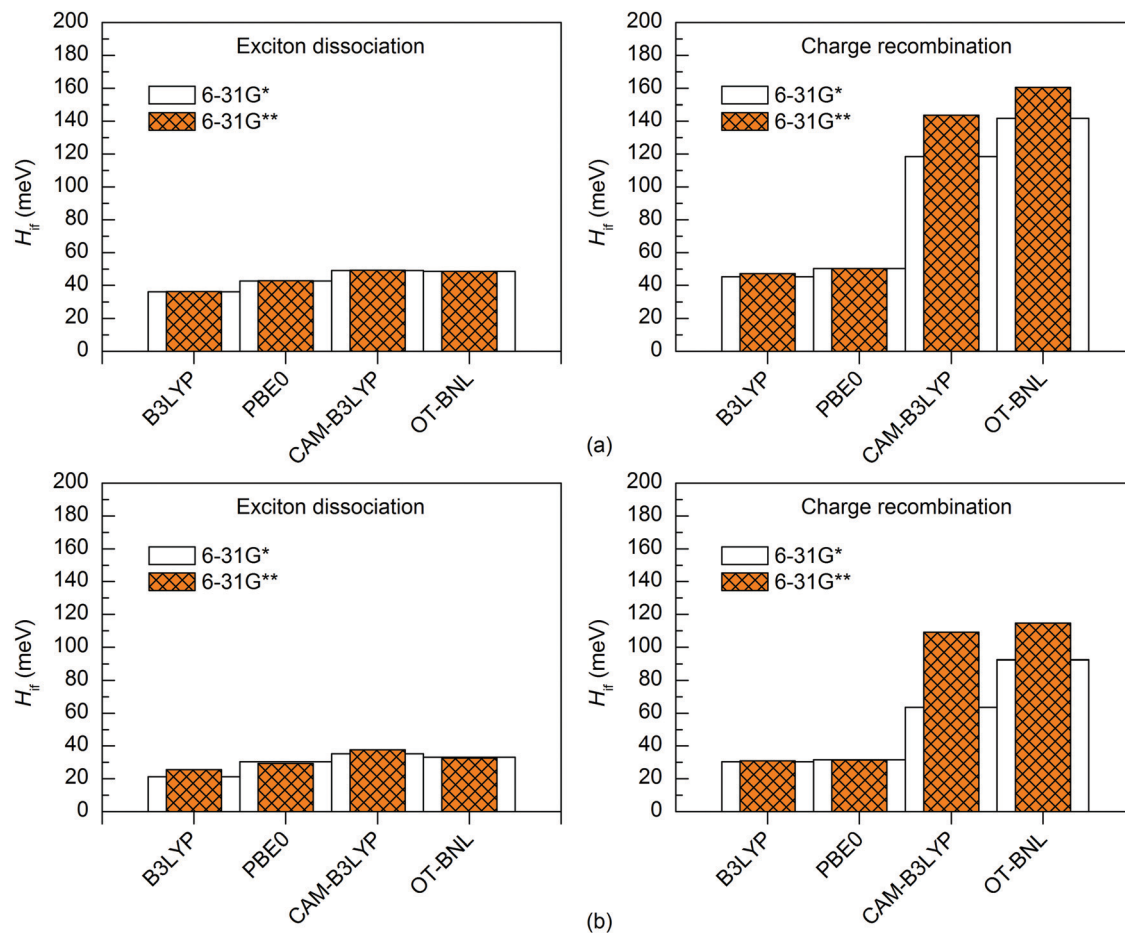 Exciton dissociation
6-31G*
6-31G**
H_if (meV)
200
180
160
140
120
100
80
60
40
20
0
B3LYP
PBE0
CAM-B3LYP
OT-BNL
Charge recombination
6-31G*
6-31G**
H_if (meV)
200
180
160
140
120
100
80
60
40
20
0
B3LYP
PBE0
CAM-B3LYP
OT-BNL
(a)
Exciton dissociation
6-31G*
6-31G**
H_if (meV)
200
180
160
140
120
100
80
60
40
20
0
B3LYP
PBE0
CAM-B3LYP
OT-BNL
Charge recombination
6-31G*
6-31G**
H_if (meV)
200
180
160
140
120
100
80
60
40
20
0
B3LYP
PBE0
CAM-B3LYP
OT-BNL
(b)